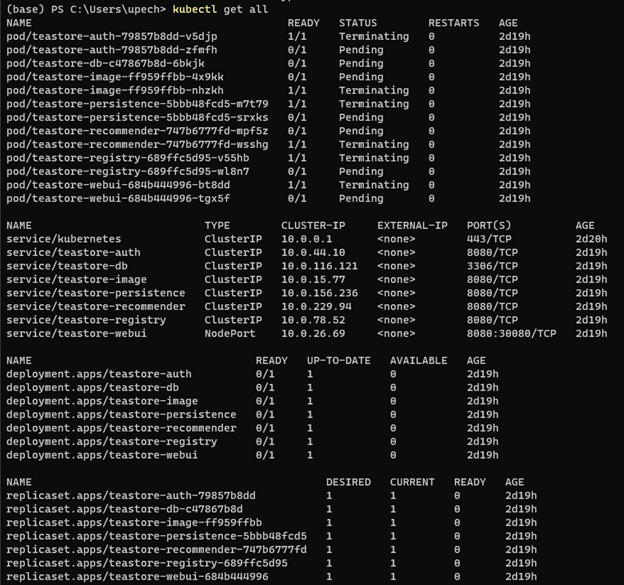 (base) PS C:\Users\upech> kubectl get all
NAME READY STATUS RESTARTS AGE
pod/teastore-auth-79857b8dd-v5djp 1/1 Terminating 0 2d19h
pod/teastore-auth-79857b8dd-zfmfh 0/1 Pending 0 2d19h
pod/teastore-db-c47867b8d-6bkjk 0/1 Pending 0 2d19h
pod/teastore-image-ff959ffbb-4x9kk 0/1 Pending 0 2d19h
pod/teastore-image-ff959ffbb-nhzkh 1/1 Terminating 0 2d19h
pod/teastore-persistence-5bbb48fcd5-m7t79 1/1 Terminating 0 2d19h
pod/teastore-persistence-5bbb48fcd5-srxks 0/1 Pending 0 2d19h
pod/teastore-recommender-747b6777fd-mpf5z 0/1 Pending 0 2d19h
pod/teastore-recommender-747b6777fd-wsshg 1/1 Terminating 0 2d19h
pod/teastore-registry-689ffc5d95-v55hb 1/1 Terminating 0 2d19h
pod/teastore-registry-689ffc5d95-wl8n7 0/1 Pending 0 2d19h
pod/teastore-webui-684b444996-bt8dd 1/1 Terminating 0 2d19h
pod/teastore-webui-684b444996-tgx5f 0/1 Pending 0 2d19h
NAME TYPE CLUSTER-IP EXTERNAL-IP PORT(S) AGE
service/kubernetes ClusterIP 10.0.0.1 <none> 443/TCP 2d20h
service/teastore-auth ClusterIP 10.0.44.10 <none> 8080/TCP 2d19h
service/teastore-db ClusterIP 10.0.116.121 <none> 3306/TCP 2d19h
service/teastore-image ClusterIP 10.0.15.77 <none> 8080/TCP 2d19h
service/teastore-persistence ClusterIP 10.0.156.236 <none> 8080/TCP 2d19h
service/teastore-recommender ClusterIP 10.0.229.94 <none> 8080/TCP 2d19h
service/teastore-registry ClusterIP 10.0.78.52 <none> 8080/TCP 2d19h
service/teastore-webui NodePort 10.0.26.69 <none> 8080:30080/TCP 2d19h
NAME READY UP-TO-DATE AVAILABLE AGE
deployment.apps/teastore-auth 0/1 1 0 2d19h
deployment.apps/teastore-db 0/1 1 0 2d19h
deployment.apps/teastore-image 0/1 1 0 2d19h
deployment.apps/teastore-persistence 0/1 1 0 2d19h
deployment.apps/teastore-recommender 0/1 1 0 2d19h
deployment.apps/teastore-registry 0/1 1 0 2d19h
deployment.apps/teastore-webui 0/1 1 0 2d19h
NAME DESIRED CURRENT READY AGE
replicaset.apps/teastore-auth-79857b8dd 1 1 0 2d19h
replicaset.apps/teastore-db-c47867b8d 1 1 0 2d19h
replicaset.apps/teastore-image-ff959ffbb 1 1 0 2d19h
replicaset.apps/teastore-persistence-5bbb48fcd5 1 1 0 2d19h
replicaset.apps/teastore-recommender-747b6777fd 1 1 0 2d19h
replicaset.apps/teastore-registry-689ffc5d95 1 1 0 2d19h
replicaset.apps/teastore-webui-684b444996 1 1 0 2d19h